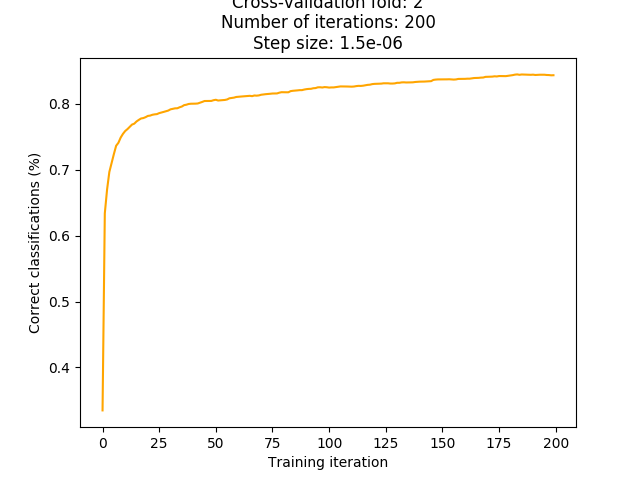 Cross-validation fold: 2
Number of iterations: 200
Step size: 1.5e-06
0.8
0.7
0.6
0.5
0.4
Correct classifications (%)
0 25 50 75 100 125 150 175 200
Training iteration